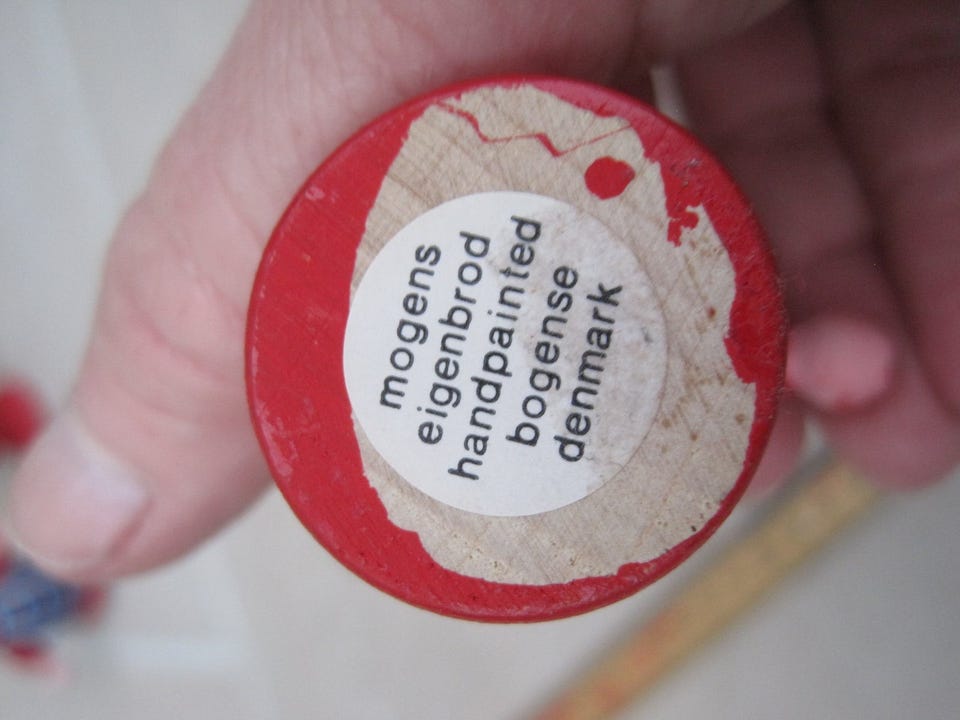 mogens
eigenbrod
handpainted
bogense
denmark